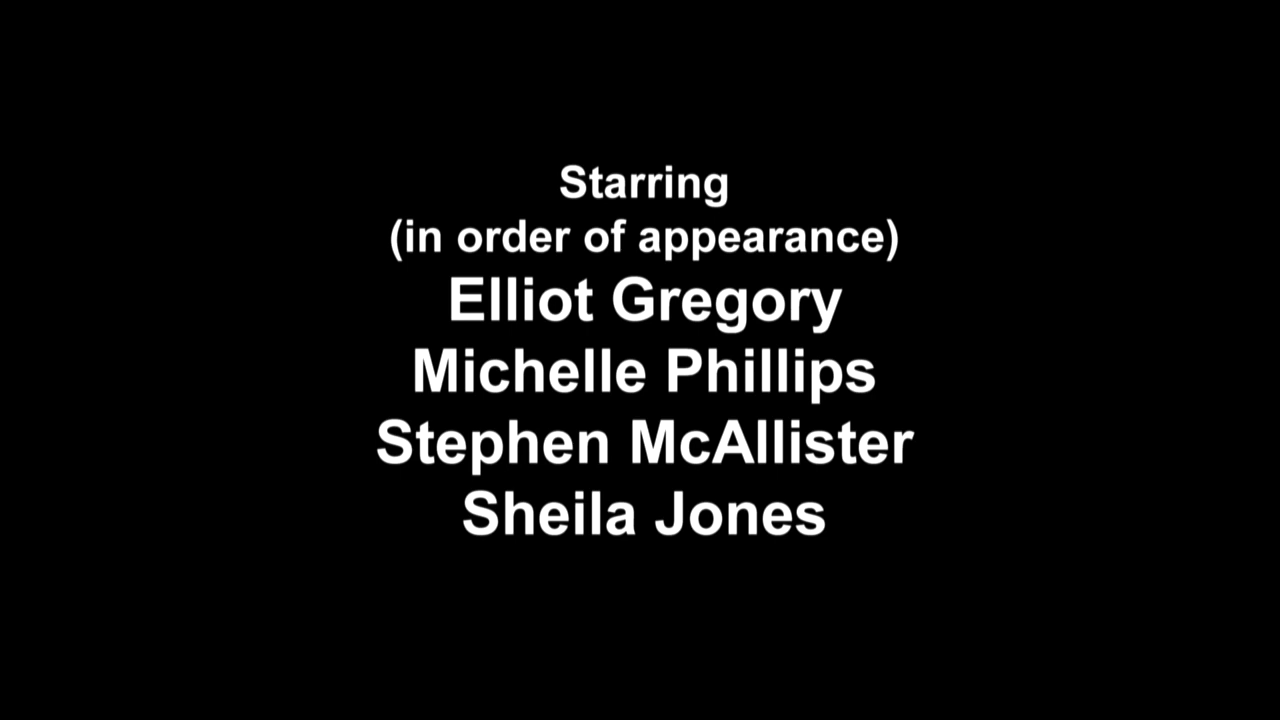 Starring
(in order of appearance)
Elliot Gregory
Michelle Phillips
Stephen McAllister
Sheila Jones